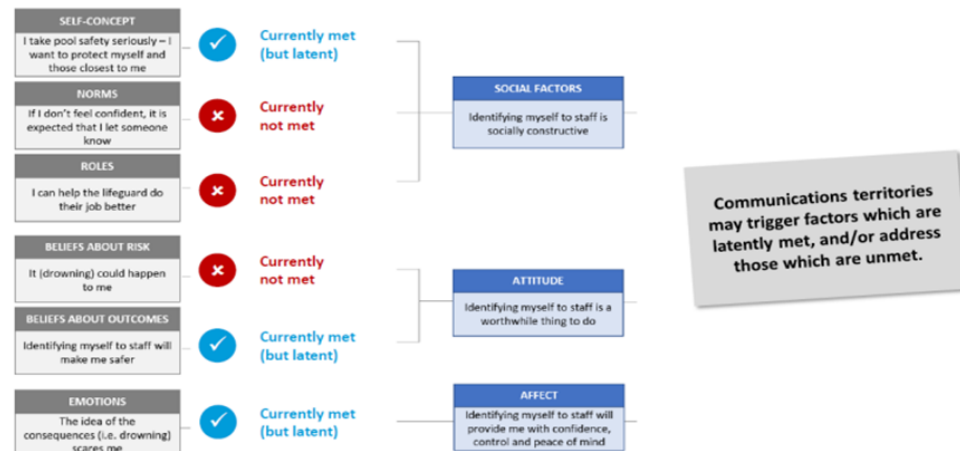 SELF-CONCEPT
I take pool safety seriously – I
want to protect myself and
those closest to me
Currently met
(but latent)
NORMS
If I don't feel confident, it is
expected that I let someone
know
Currently
not met
ROLES
I can help the lifeguard do
their job better
Currently
not met
SOCIAL FACTORS
Identifying myself to staff is
socially constructive
BELIEFS ABOUT RISK
It (drowning) could happen
to me
Currently
not met
BELIEFS ABOUT OUTCOMES
Identifying myself to staff will
make me safer
Currently met
(but latent)
ATTITUDE
Identifying myself to staff is a
worthwhile thing to do
EMOTIONS
The idea of the
consequences (i.e. drowning)
scares me
Currently met
(but latent)
AFFECT
Identifying myself to staff will
provide me with confidence,
control and peace of mind
Communications territories
may trigger factors which are
latently met, and/or address
those which are unmet.